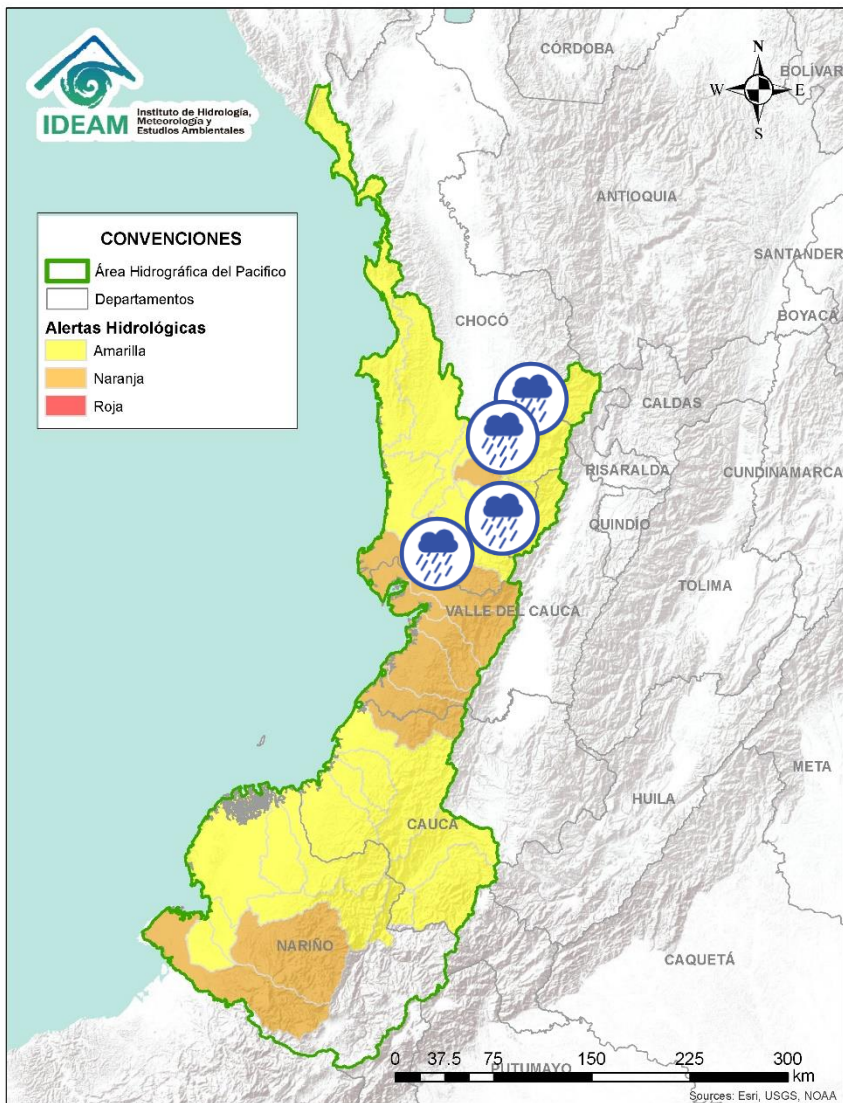 IDEAM
Instituto de Hidrología,
Meteorología y
Estudios Ambientales
N
W
E
S
CÓRDOBA
BOLÍVAR
ANTIOQUIA
SANTANDER
BOYACÁ
CHOCÓ
CALDAS
RISARALDA
CUNDINAMARCA
QUINDÍO
TOLIMA
VALLE DEL CAUCA
META
HUILA
CAUCA
NARIÑO
CAQUETÁ
PUTUMAYO
CONVENCIONES
Área Hidrográfica del Pacifico
Departamentos
Alertas Hidrológicas
Amarilla
Naranja
Roja
0 37.5 75 150 225 300
km
Sources: Esri, USGS, NOAA